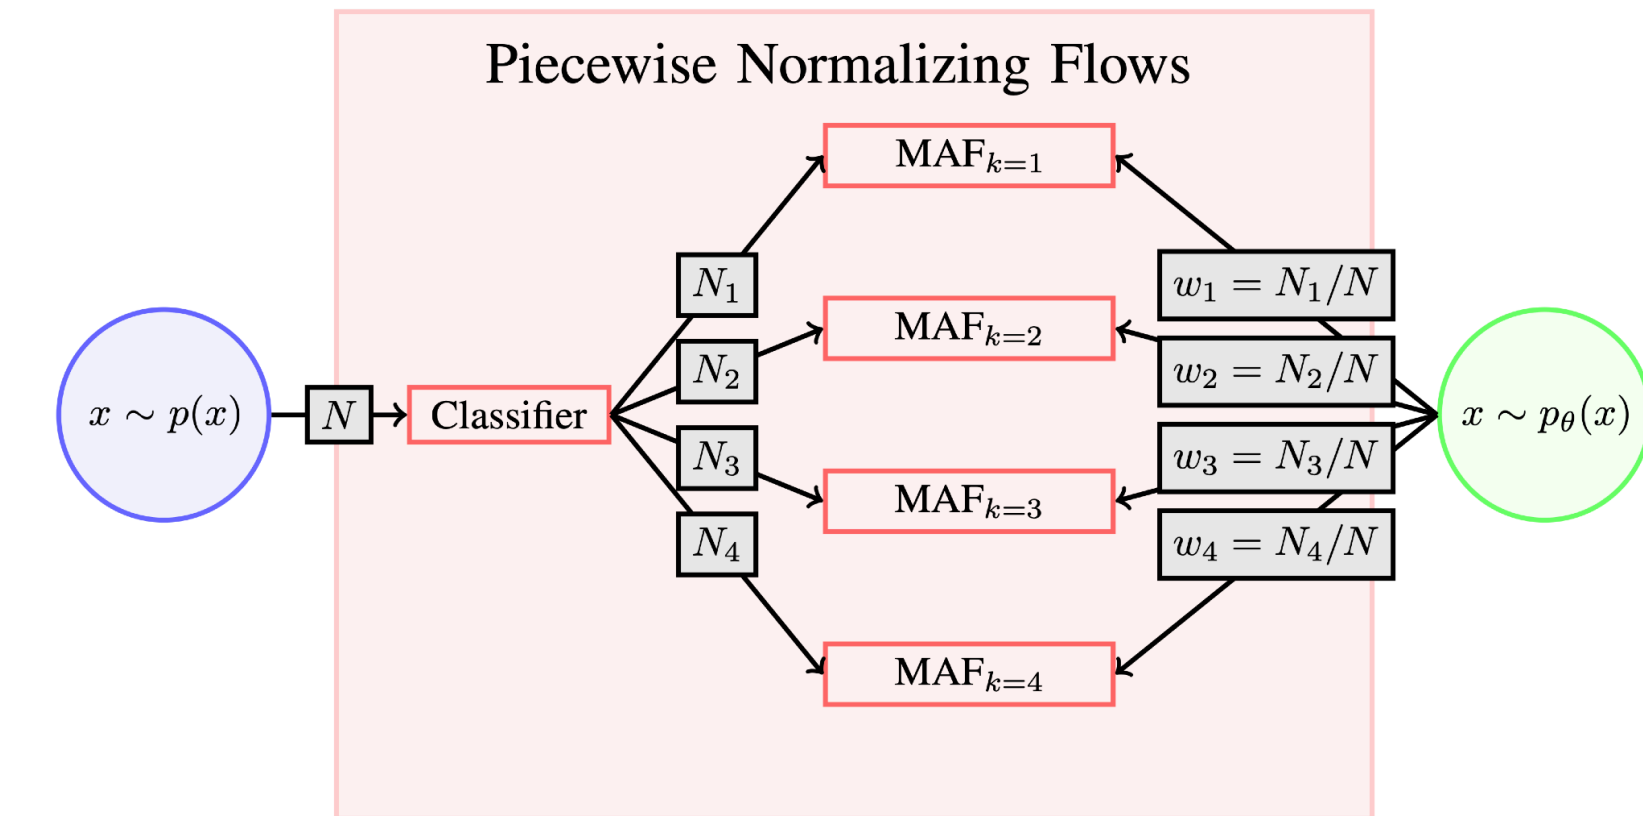 Piecewise Normalizing Flows
MAF_{k=1}
N_1
w_1 = N_1/N
MAF_{k=2}
N_2
w_2 = N_2/N
x ∼ p(x)
N
Classifier
x ∼ p_θ(x)
N_3
w_3 = N_3/N
MAF_{k=3}
N_4
w_4 = N_4/N
MAF_{k=4}